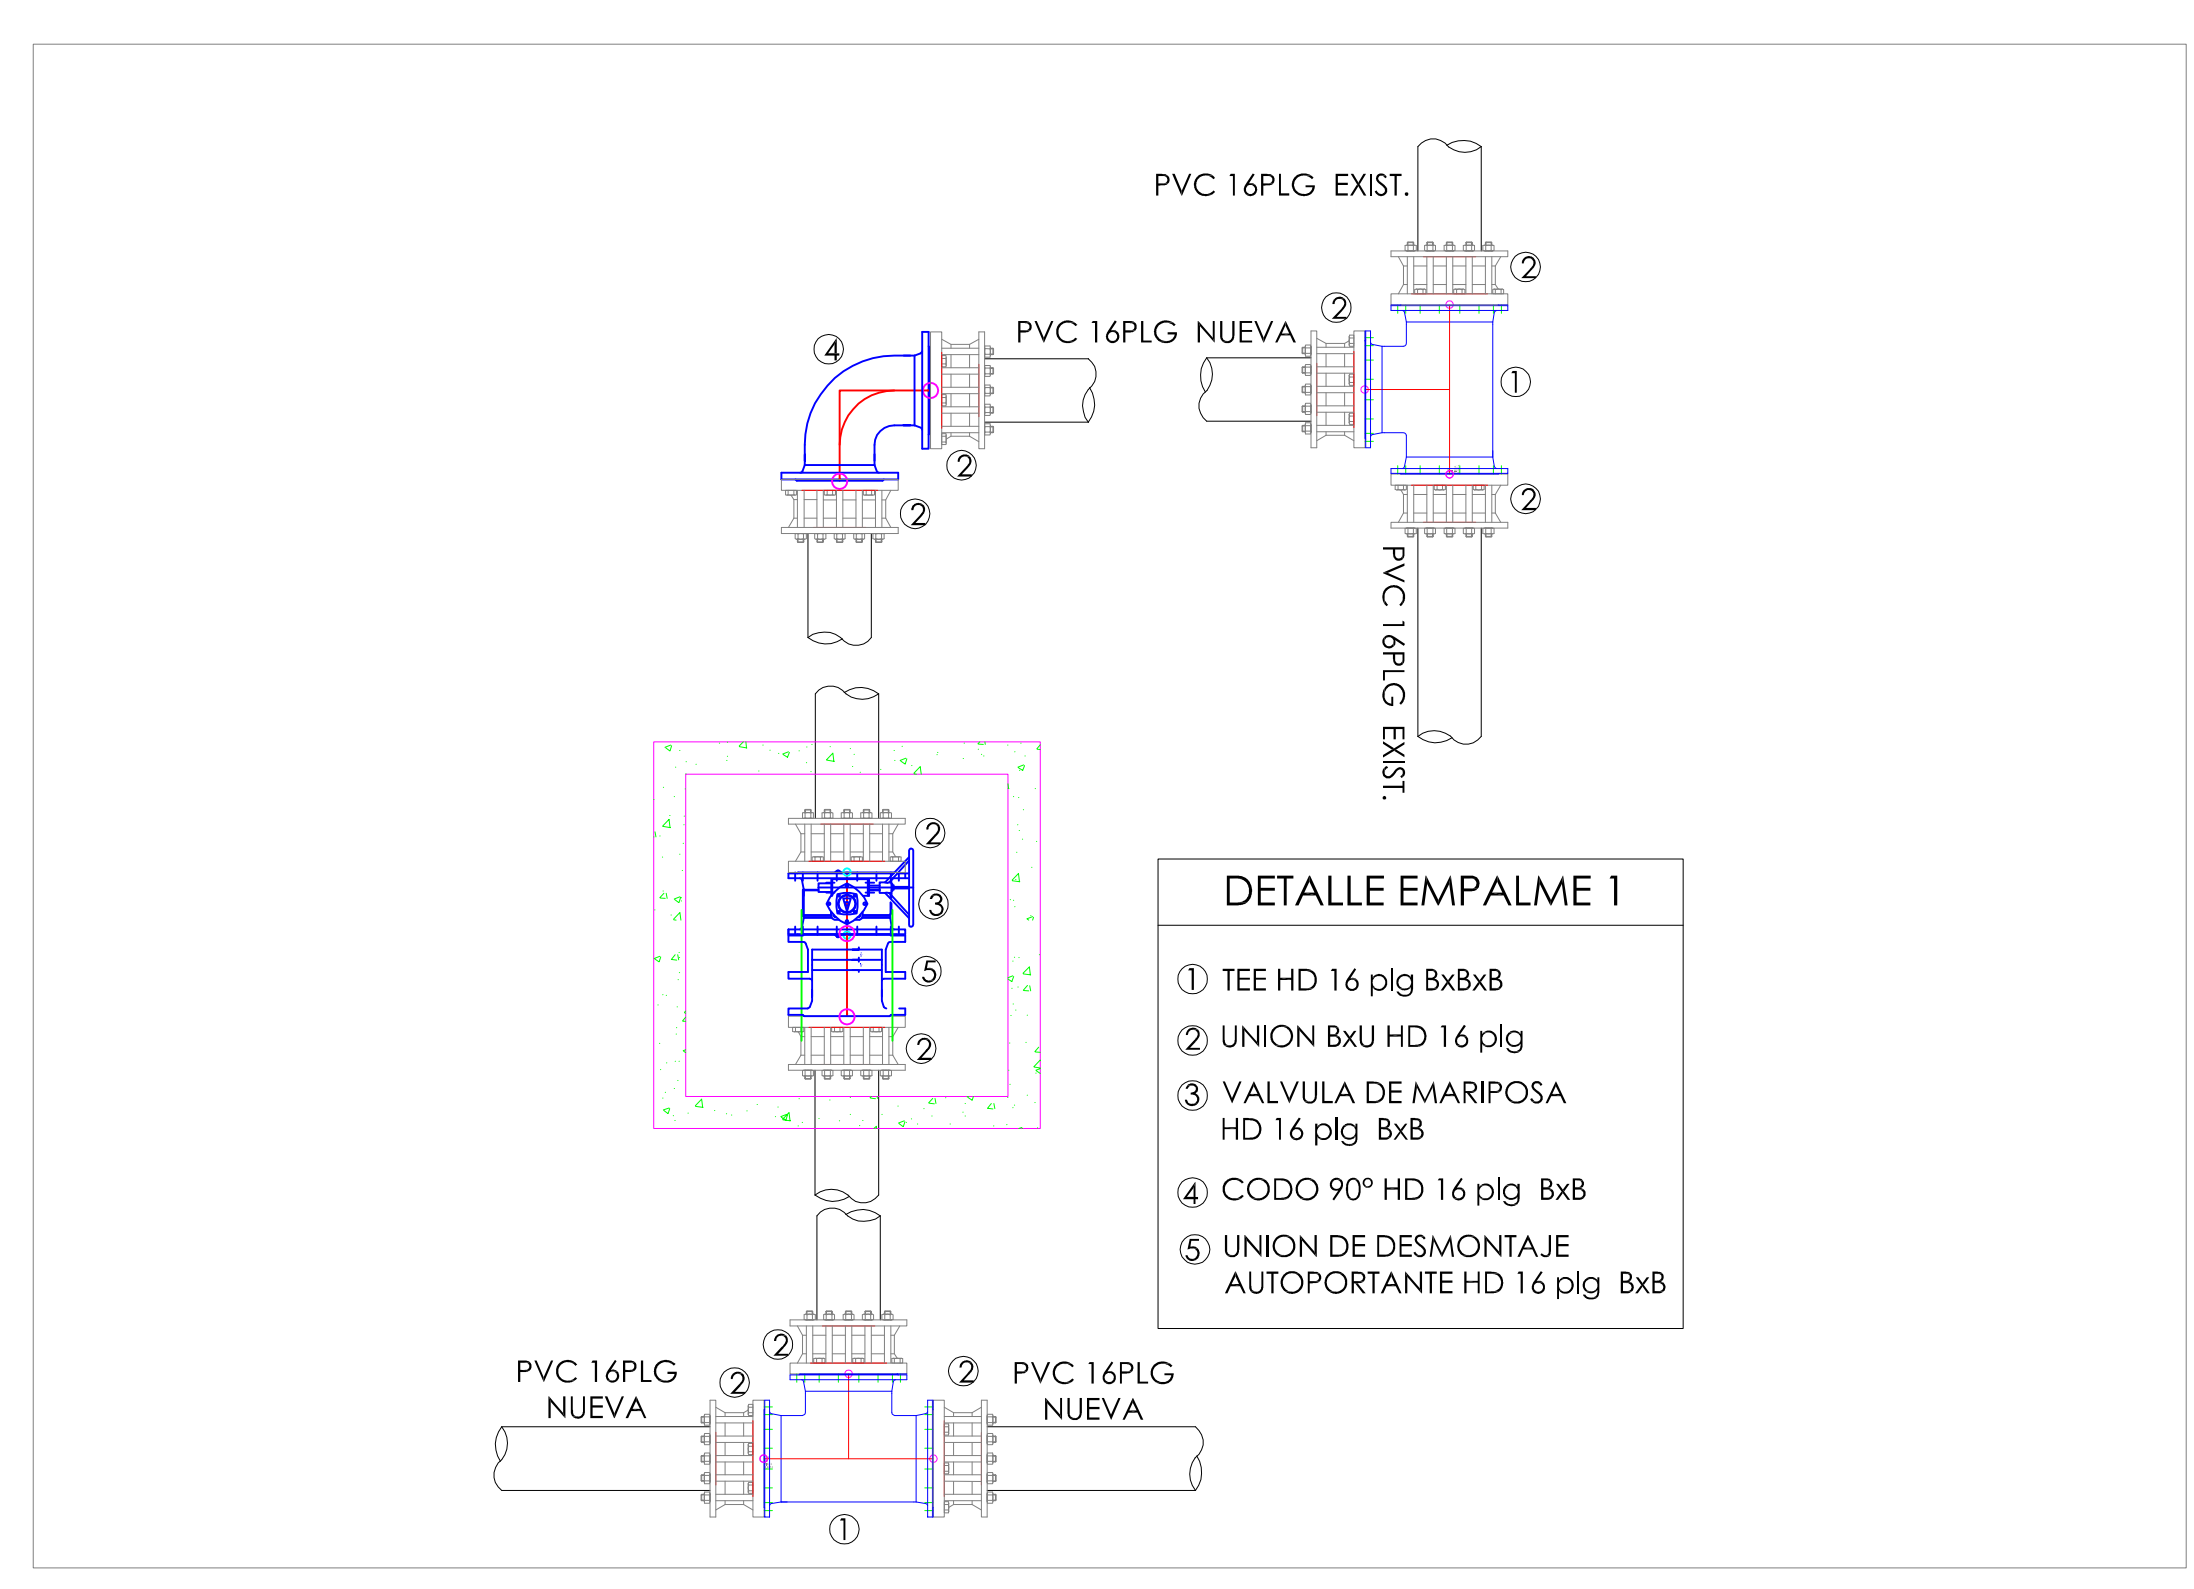 PVC 16PLG  EXIST.
②
②
PVC 16PLG  NUEVA
④
①
②
②
②
PVC 16PLG  EXIST.
②
③
⑤
②
DETALLE EMPALME 1
① TEE HD 16 plg BxBxB
② UNION BxU HD 16 plg
③ VALVULA DE MARIPOSA
HD 16 plg  BxB
④ CODO 90° HD 16 plg  BxB
⑤ UNION DE DESMONTAJE
AUTOPORTANTE HD 16 plg  BxB
②
PVC 16PLG
NUEVA
②
②
PVC 16PLG
NUEVA
①